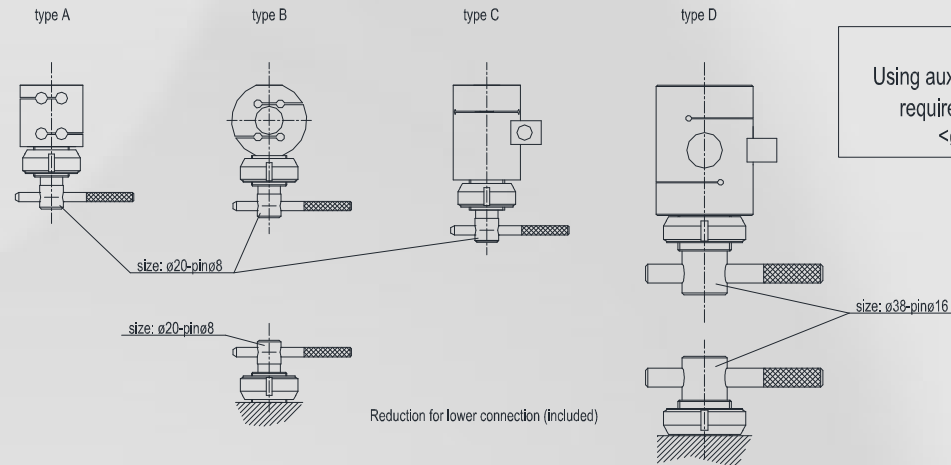 type A
type B
type C
type D
Using
require
size: ø20-pinø8
size: ø38-pinø16
size: ø20-pinø8
Reduction for lower connection (included)